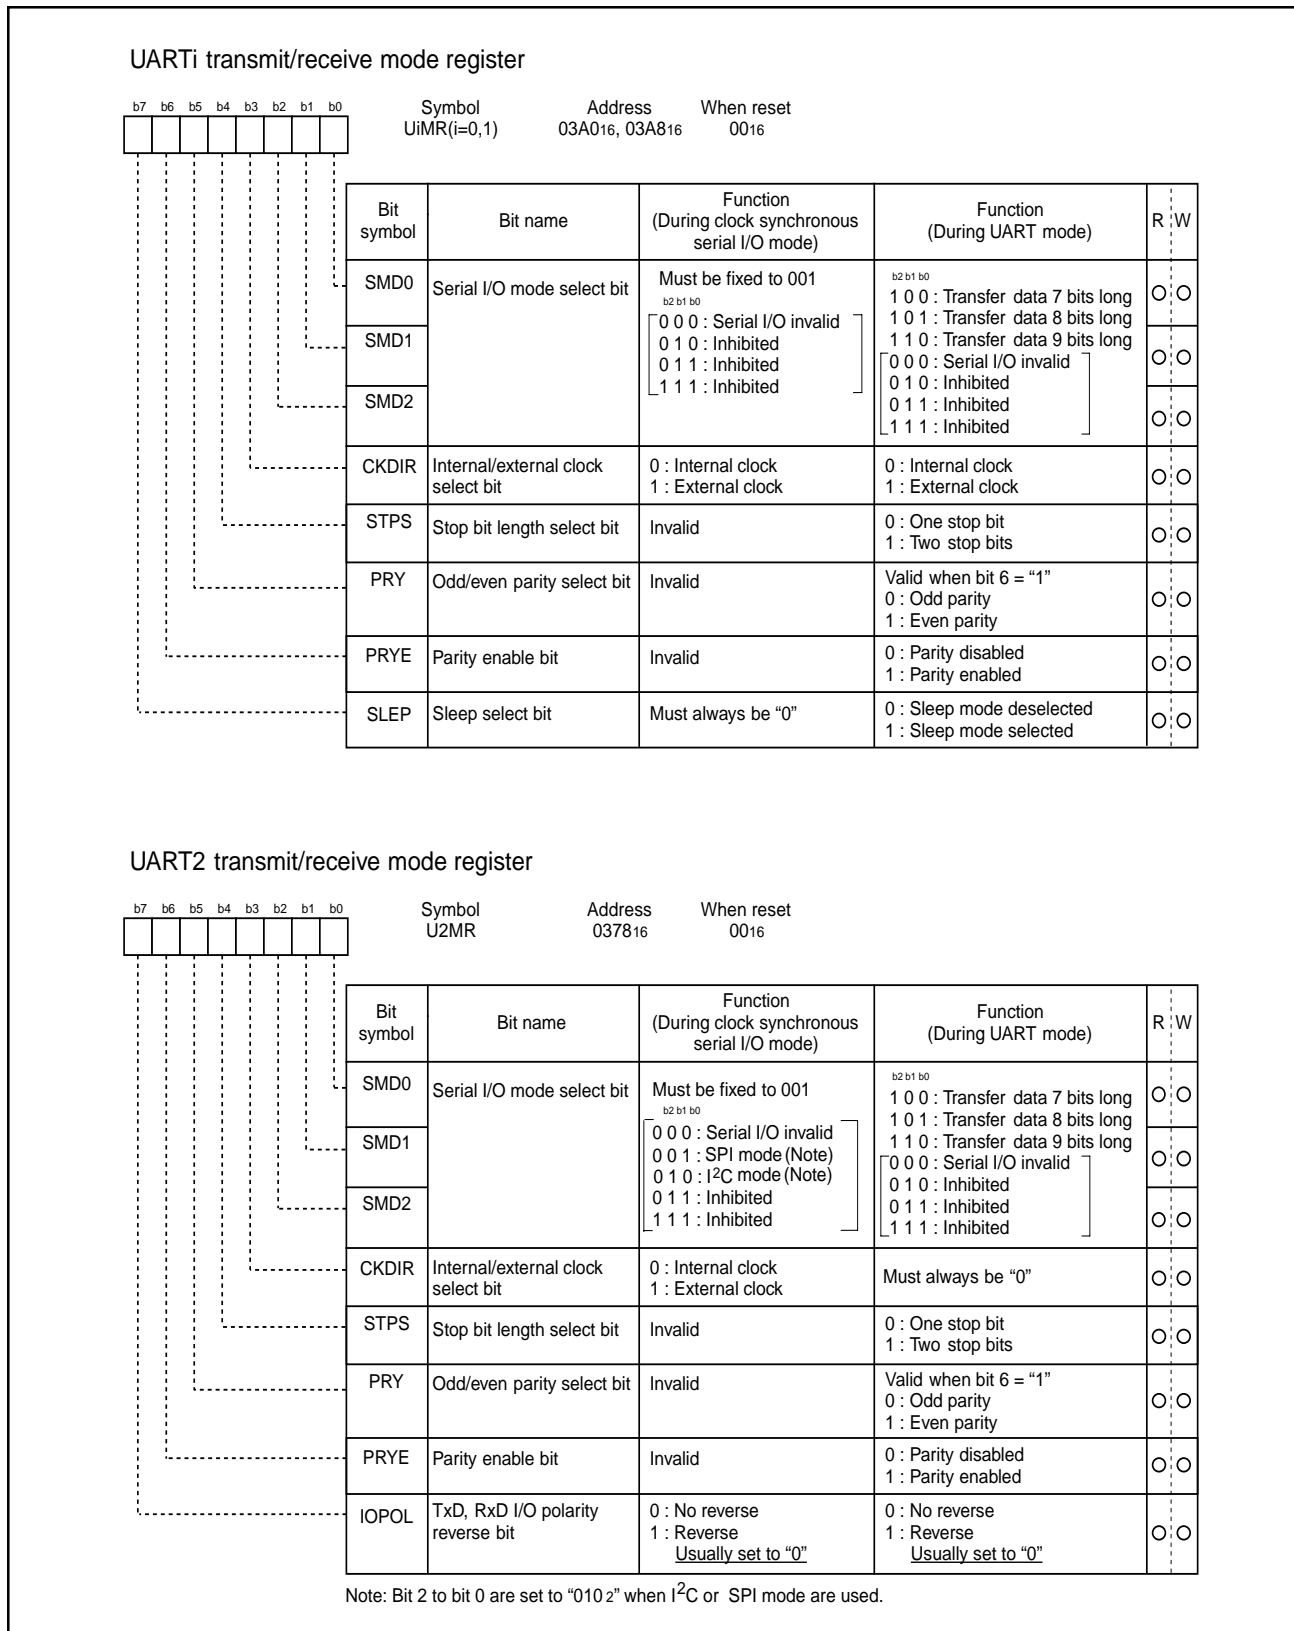 UARTi transmit/receive mode register
b7 b6 b5 b4 b3 b2 b1 b0
Symbol Address When reset
UiMR(i=0,1) 03A016, 03A816 0016
Bit symbol Bit name Function (During clock synchronous serial I/O mode) Function (During UART mode) R W
SMD0 Serial I/O mode select bit
SMD1
SMD2
Must be fixed to 001
b2 b1 b0
0 0 0 : Serial I/O invalid
0 1 0 : Inhibited
0 1 1 : Inhibited
1 1 1 : Inhibited
b2 b1 b0
1 0 0 : Transfer data 7 bits long
1 0 1 : Transfer data 8 bits long
1 1 0 : Transfer data 9 bits long
0 0 0 : Serial I/O invalid
0 1 0 : Inhibited
0 1 1 : Inhibited
1 1 1 : Inhibited
CKDIR Internal/external clock select bit
0 : Internal clock
1 : External clock
0 : Internal clock
1 : External clock
STPS Stop bit length select bit Invalid
0 : One stop bit
1 : Two stop bits
PRY Odd/even parity select bit Invalid
Valid when bit 6 = “1”
0 : Odd parity
1 : Even parity
PRYE Parity enable bit Invalid
0 : Parity disabled
1 : Parity enabled
SLEP Sleep select bit Must always be “0”
0 : Sleep mode deselected
1 : Sleep mode selected
UART2 transmit/receive mode register
b7 b6 b5 b4 b3 b2 b1 b0
Symbol Address When reset
U2MR 037816 0016
Bit symbol Bit name Function (During clock synchronous serial I/O mode) Function (During UART mode) R W
SMD0 Serial I/O mode select bit
SMD1
SMD2
Must be fixed to 001
b2 b1 b0
0 0 0 : Serial I/O invalid
0 0 1 : SPI mode (Note)
0 1 0 : I2C mode (Note)
0 1 1 : Inhibited
1 1 1 : Inhibited
b2 b1 b0
1 0 0 : Transfer data 7 bits long
1 0 1 : Transfer data 8 bits long
1 1 0 : Transfer data 9 bits long
0 0 0 : Serial I/O invalid
0 1 0 : Inhibited
0 1 1 : Inhibited
1 1 1 : Inhibited
CKDIR Internal/external clock select bit
0 : Internal clock
1 : External clock
Must always be “0”
STPS Stop bit length select bit Invalid
0 : One stop bit
1 : Two stop bits
PRY Odd/even parity select bit Invalid
Valid when bit 6 = “1”
0 : Odd parity
1 : Even parity
PRYE Parity enable bit Invalid
0 : Parity disabled
1 : Parity enabled
IOPOL TxD, RxD I/O polarity reverse bit
0 : No reverse
1 : Reverse
Usually set to “0”
0 : No reverse
1 : Reverse
Usually set to “0”
Note: Bit 2 to bit 0 are set to “0102” when I2C or SPI mode are used.